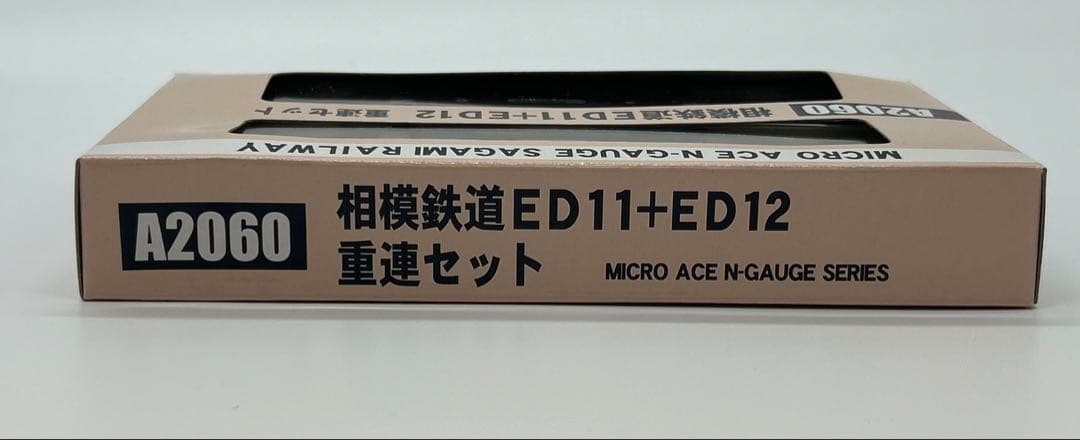 A2060
相模鉄道ED11+ED12
重連セット
MICRO ACE N-GAUGE SERIES
MICRO ACE N-GAUGE SAGAMI RAILWAY
A2060
相模鉄道ED11+ED12 重連セット